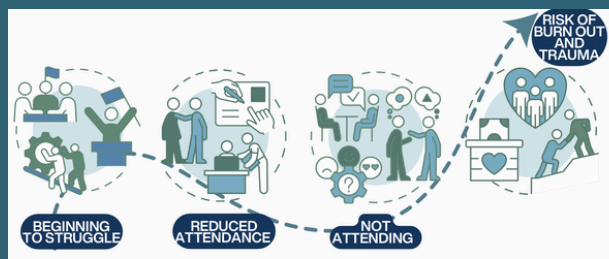 RISK OF
BURN OUT
AND
TRAUMA
BEGINNING
TO STRUGGLE
REDUCED
ATTENDANCE
NOT
ATTENDING
?